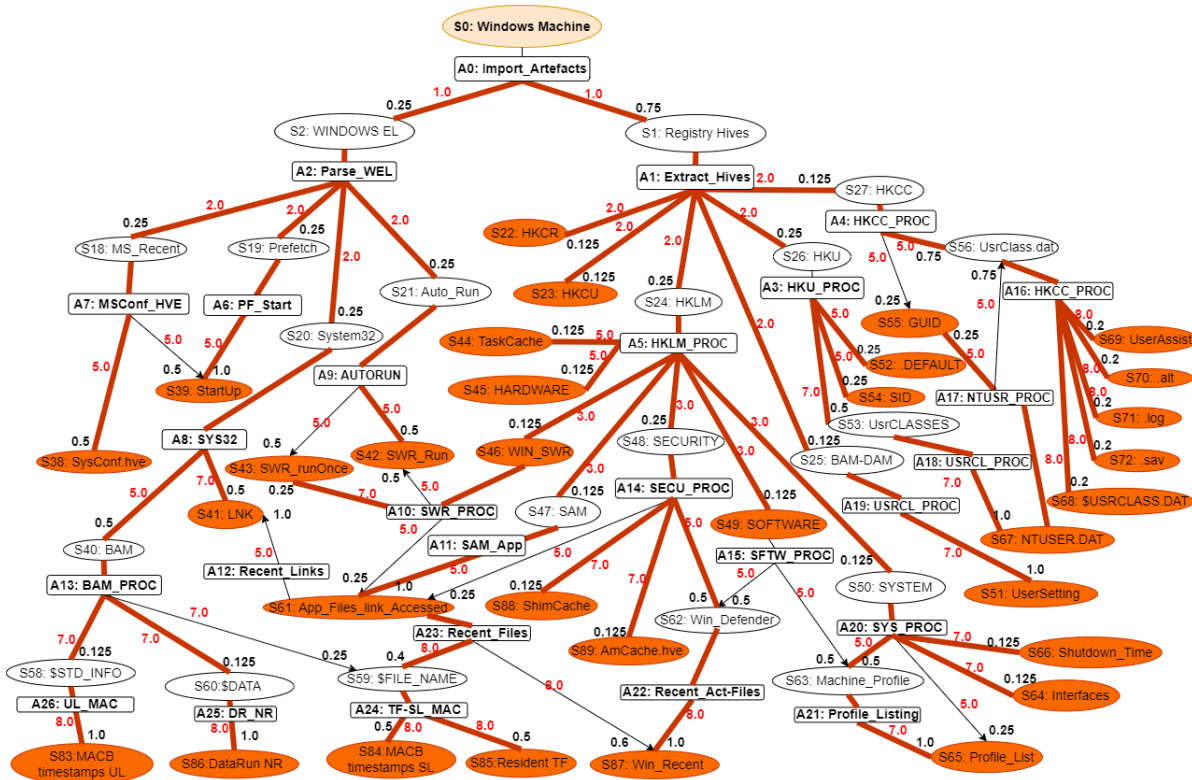 S0: Windows Machine
A0: Import_Artefacts
0.25
1.0
1.0
0.75
S2: WINDOWS EL
S1: Registry Hives
A2: Parse_WEL
A1: Extract_Hives
2.0
0.125
S27: HKCC
2.0
2.0
2.0
2.0
2.0
2.0
2.0
2.0
2.0
A4: HKCC_PROC
0.25
S18: MS_Recent
0.25
S19: Prefetch
S22: HKCR
0.125
0.25
S26: HKU
5.0
5.0
0.75
S56: UsrClass.dat
0.25
S21: Auto_Run
0.125
S23: HKCU
0.25
S24: HKLM
A3: HKU_PROC
0.75
A16: HKCC_PROC
A7: MSConf_HVE
A6: PF_Start
0.25
S20: System32
S44: TaskCache
0.125
5.0
A5: HKLM_PROC
0.25
S55: GUID
5.0
8.0
0.2
S69: UserAssist
5.0
5.0
5.0
0.5
1.0
S39: StartUp
A9: AUTORUN
S45: HARDWARE
0.125
5.0
5.0
0.25
S52: .DEFAULT
0.25
S54: SID
A17: NTUSR_PROC
8.0
8.0
0.2
S70: .alt
0.2
S71: .log
5.0
3.0
3.0
3.0
3.0
3.0
2.0
7.0
0.5
S53: UsrCLASSES
8.0
0.2
S72: .sav
0.5
S38: SysConf.hve
A8: SYS32
0.5
S43: SWR_runOnce
0.25
0.5
S42: SWR_Run
0.125
S46: WIN_SWR
0.25
S48: SECURITY
0.125
S25: BAM-DAM
A18: USRCL_PROC
8.0
0.2
S68: $USRCLASS.DAT
5.0
7.0
0.5
S41: LNK
1.0
7.0
A10: SWR_PROC
0.125
S47: SAM
A14: SECU_PROC
0.125
S49: SOFTWARE
A19: USRCL_PROC
7.0
1.0
S67: NTUSER.DAT
0.5
S40: BAM
5.0
A11: SAM_App
5.0
A15: SFTW_PROC
7.0
A13: BAM_PROC
A12: Recent_Links
5.0
0.25
1.0
5.0
0.25
7.0
7.0
5.0
5.0
0.125
S50: SYSTEM
1.0
S51: UserSetting
S61: App_Files_link_Accessed
S88: ShimCache
0.125
0.5
0.5
S62: Win_Defender
A20: SYS_PROC
7.0
7.0
7.0
A23: Recent_Files
8.0
0.125
S89: AmCache.hve
5.0
5.0
7.0
7.0
0.125
S66: Shutdown_Time
0.125
S58: $STD_INFO
0.125
S60:$DATA
0.25
0.4
S59: $FILE_NAME
0.5
0.5
S63: Machine_Profile
0.125
S64: Interfaces
A26: UL_MAC
A25: DR_NR
A24: TF-SL_MAC
8.0
A22: Recent_Act-Files
A21: Profile_Listing
5.0
8.0
1.0
8.0
1.0
8.0
0.5
8.0
0.5
8.0
0.6
1.0
7.0
1.0
0.25
S83:MACB
timestamps UL
S86:DataRun NR
S84:MACB
timestamps SL
S85:Resident TF
S87: Win_Recent
S65: Profile_List